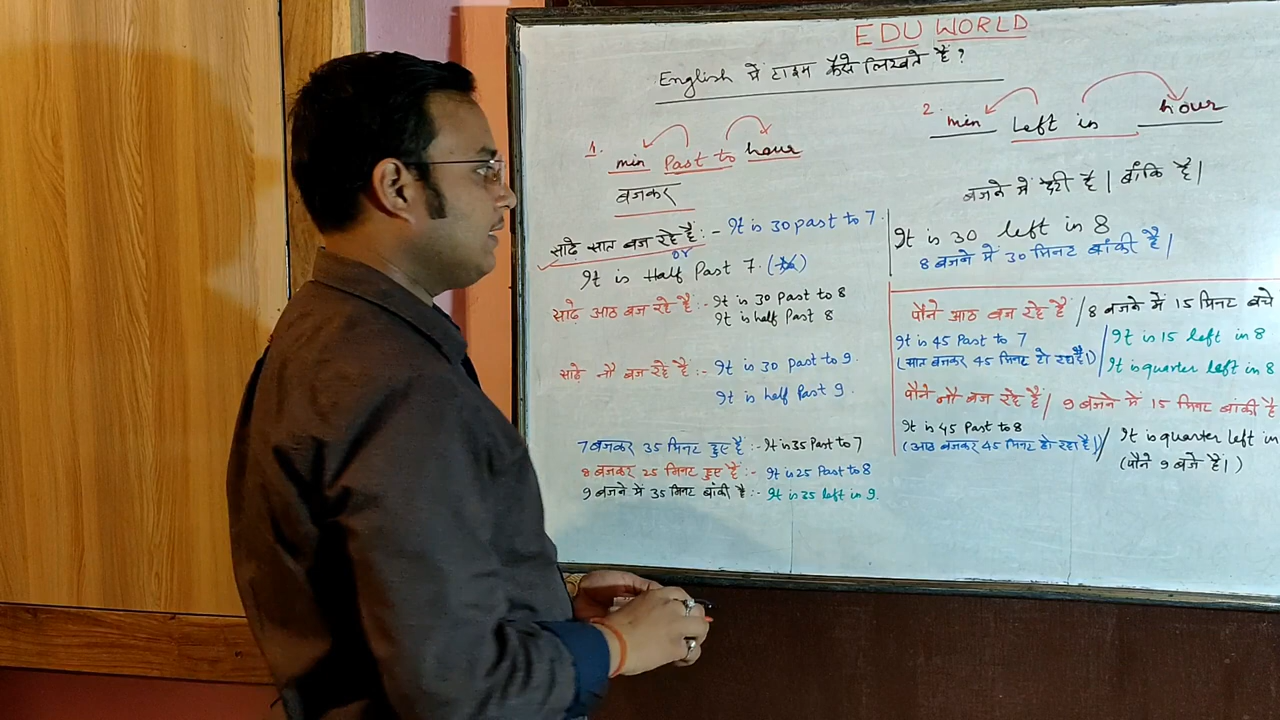 EDU WORLD
English में टाइम कैसे लिखते हैं?
1. min Past to hour
बजकर
साढ़े सात बज रहे हैं :- It is 30 past to 7.
or
It is Half Past 7.
साढ़े आठ बज रहे हैं :- It is 30 Past to 8
It is half Past 8
साढ़े नौ बज रहे हैं :- It is 30 past to 9.
It is half Past 9.
7 बजकर 35 मिनट हुए हैं :- It is 35 Past to 7
8 बजकर 25 मिनट हुए हैं :- It is 25 Past to 8
9 बजने में 35 मिनट बांकी है :- It is 35 left in 9.
2. min left in hour
बजने में देरी है | बांकि है |
It is 30 left in 8
8 बजने में 30 मिनट बांकी है |
पौने आठ बज रहे हैं / 8 बजने में 15 मिनट बचे
It is 45 Past to 7 / It is 15 left in 8
(सात बजकर 45 मिनट हो रहा है।) / It is quarter left in 8
पौने नौ बज रहे हैं / 9 बजने में 15 मिनट बांकी है
It is 45 Past to 8
(आठ बजकर 45 मिनट हो रहा है।) / It is quarter left in
(पौने 9 बजे हैं।)